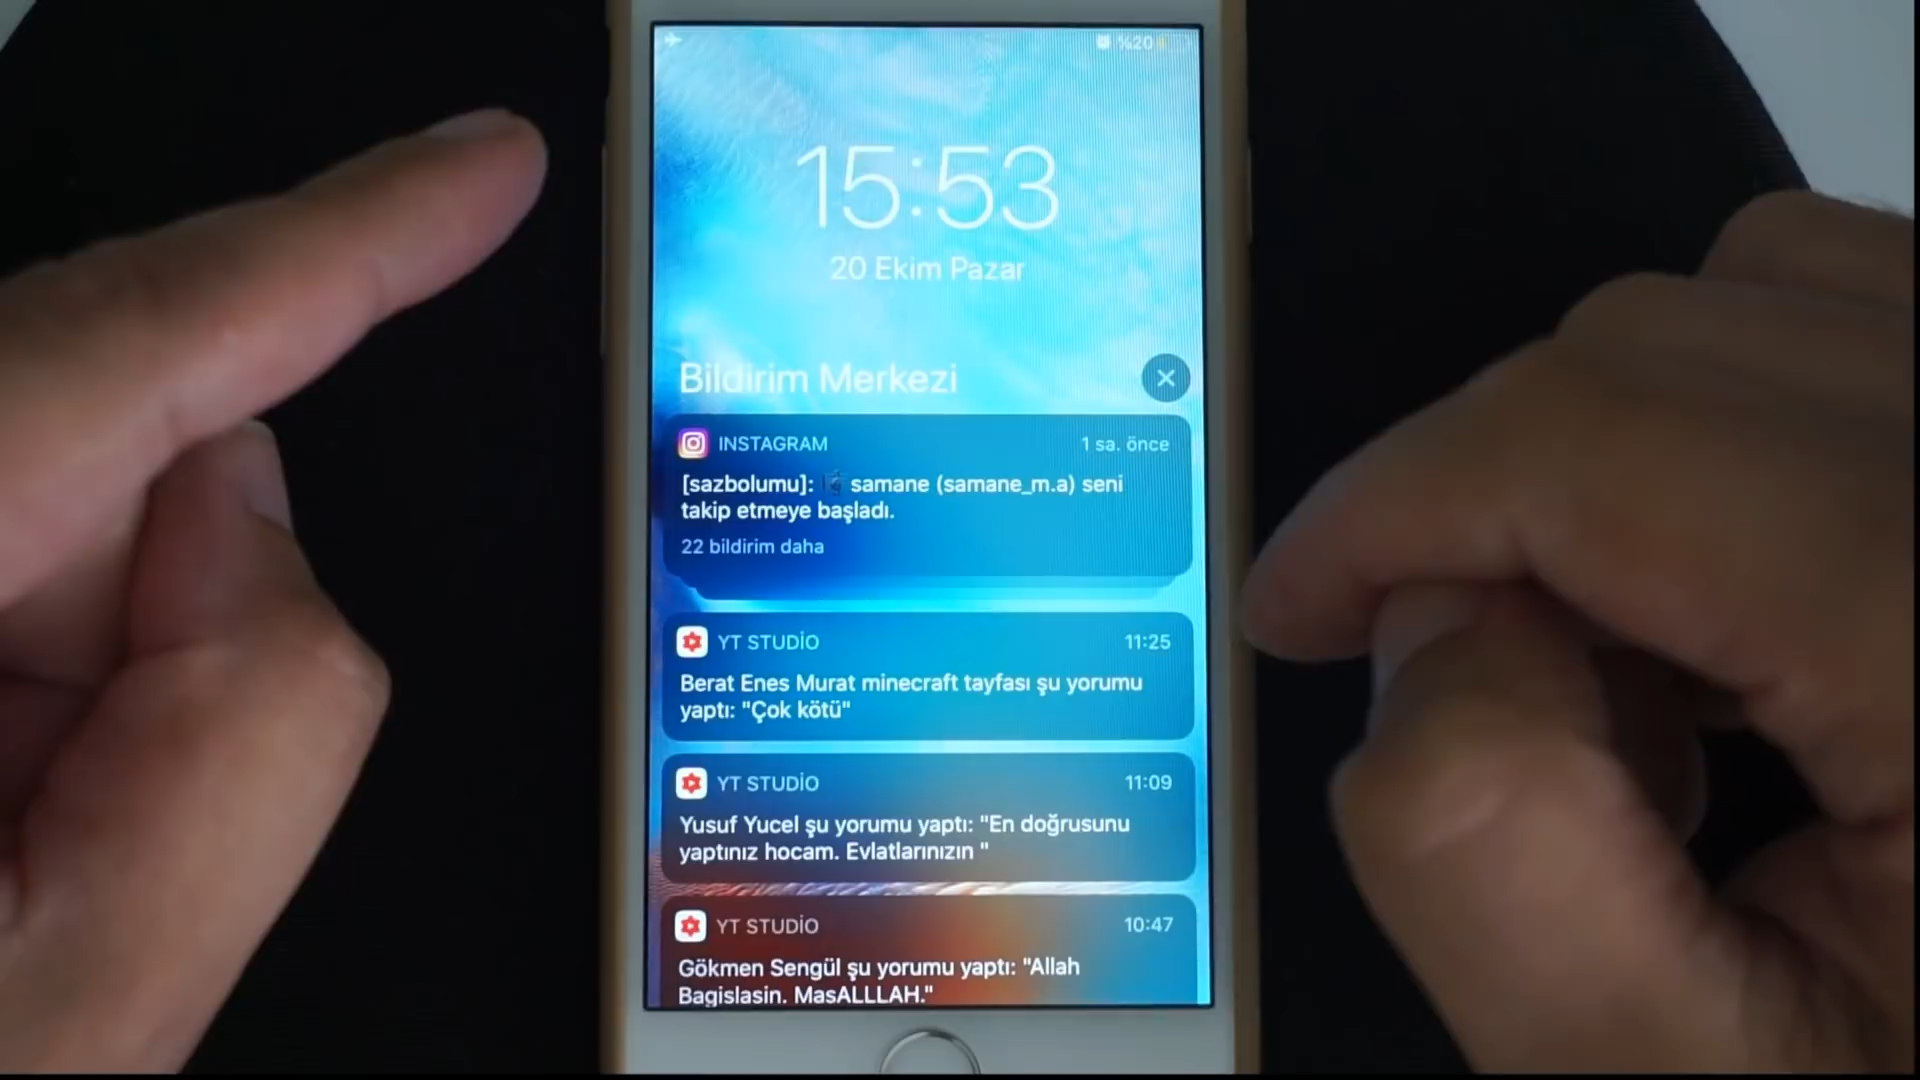 %20
15:53
20 Ekim Pazar
Bildirim Merkezi
INSTAGRAM
1 sa. önce
[sazbolumu]: samane (samane_m.a) seni
takip etmeye başladı.
22 bildirim daha
YT STUDİO
11:25
Berat Enes Murat minecraft tayfası şu yorumu
yaptı: "Çok kötü"
YT STUDİO
11:09
Yusuf Yucel şu yorumu yaptı: "En doğrusunu
yaptınız hocam. Evlatlarınızın "
YT STUDİO
10:47
Gökmen Sengül şu yorumu yaptı: "Allah
Bagislasin. MasALLLAH."